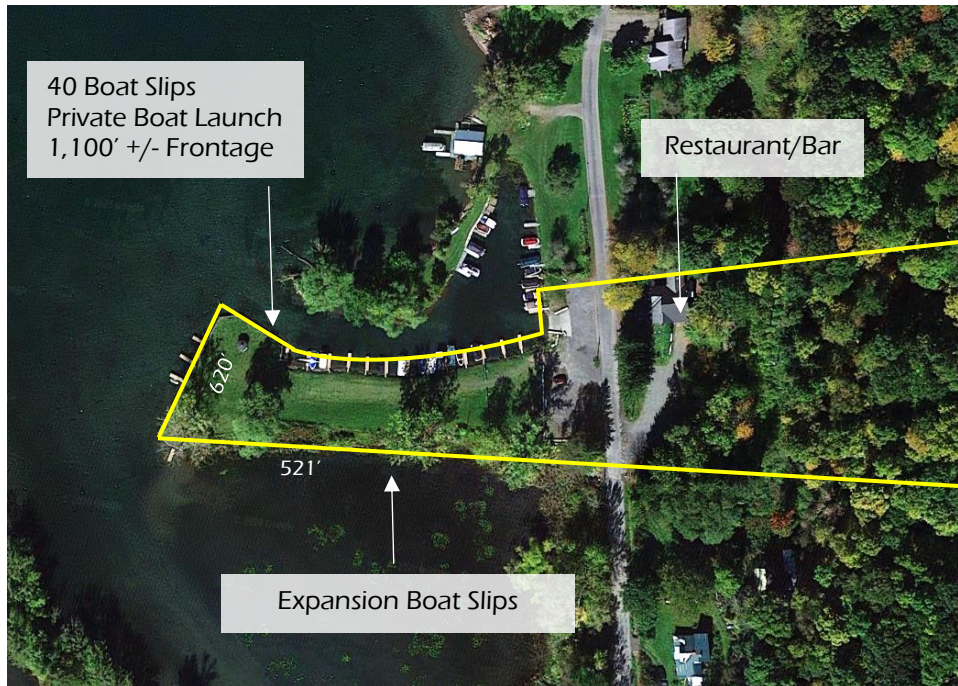 40 Boat Slips
Private Boat Launch
1,100’ +/- Frontage
Restaurant/Bar
620’
521’
Expansion Boat Slips